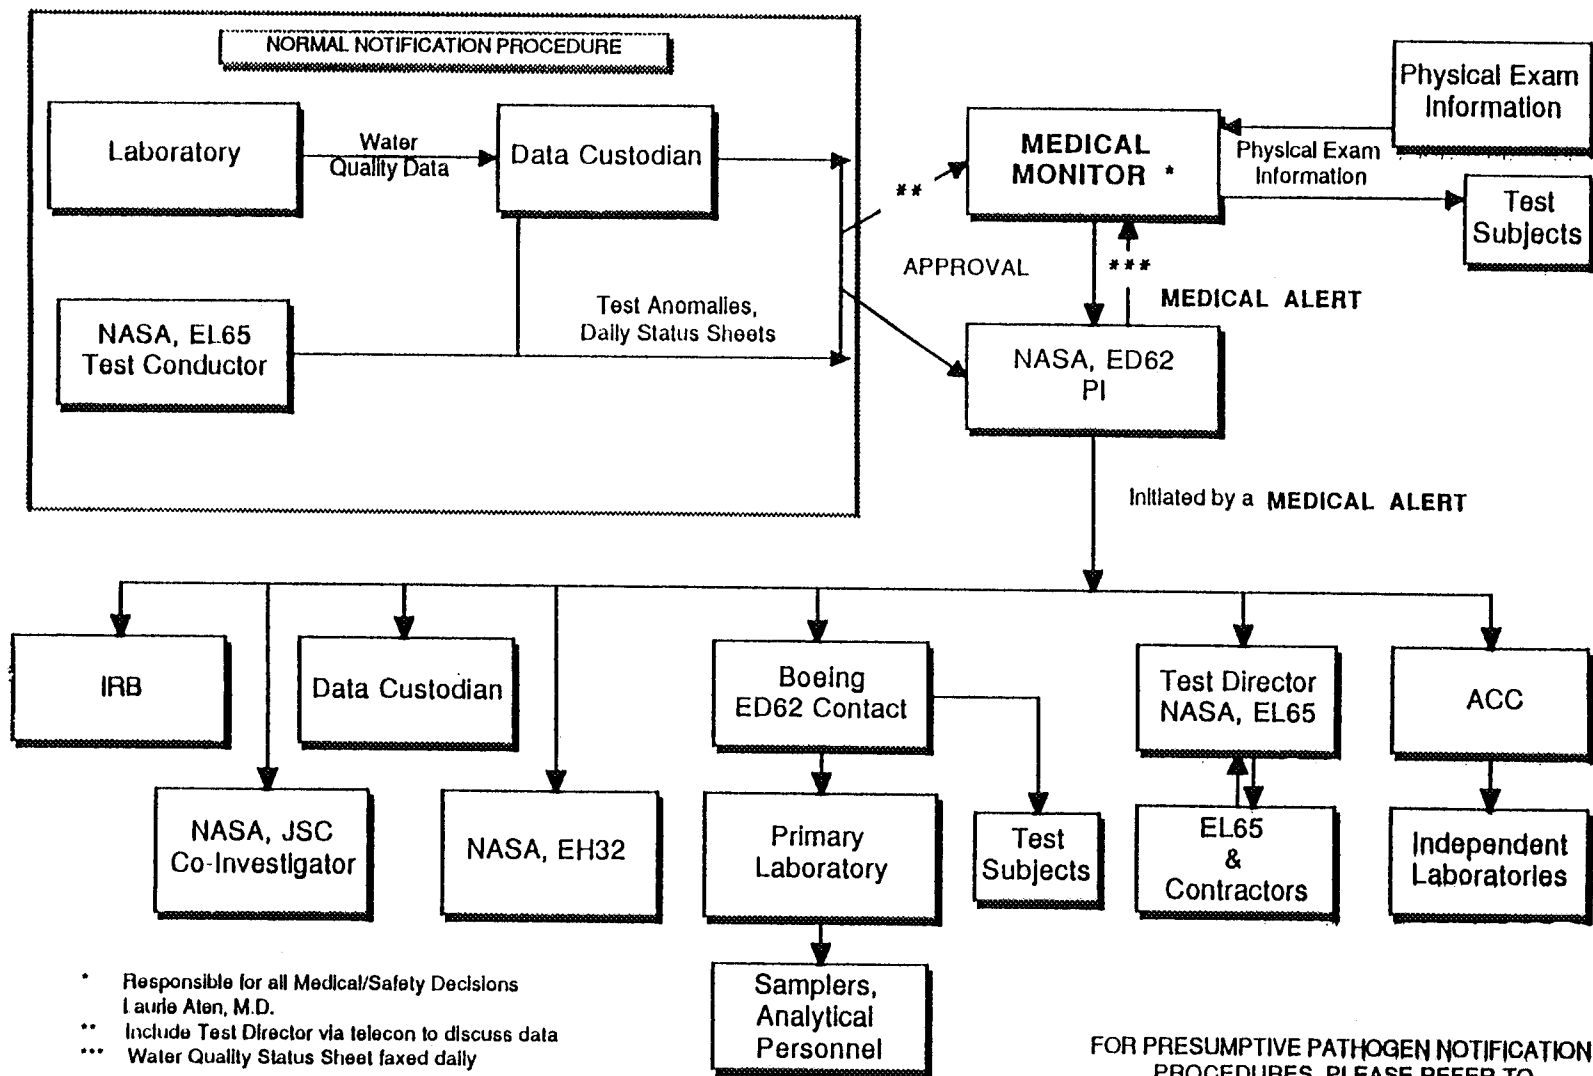 NORMAL NOTIFICATION PROCEDURE
Laboratory
Water
Quality Data
Data Custodian
NASA, EL65
Test Conductor
Test Anomalies,
Daily Status Sheets
**
MEDICAL
MONITOR *
Physical Exam
Information
Physical Exam
Information
Test
Subjects
APPROVAL
***
MEDICAL ALERT
NASA, ED62
PI
Initiated by a MEDICAL ALERT
IRB
Data Custodian
Boeing
ED62 Contact
Test Director
NASA, EL65
ACC
NASA, JSC
Co-Investigator
NASA, EH32
Primary
Laboratory
Test
Subjects
EL65
&
Contractors
Independent
Laboratories
Samplers,
Analytical
Personnel
* Responsible for all Medical/Safety Decisions
Laurie Aten, M.D.
** Include Test Director via telecon to discuss data
*** Water Quality Status Sheet faxed daily
FOR PRESUMPTIVE PATHOGEN NOTIFICATION
PROCEDURES, PLEASE REFER TO